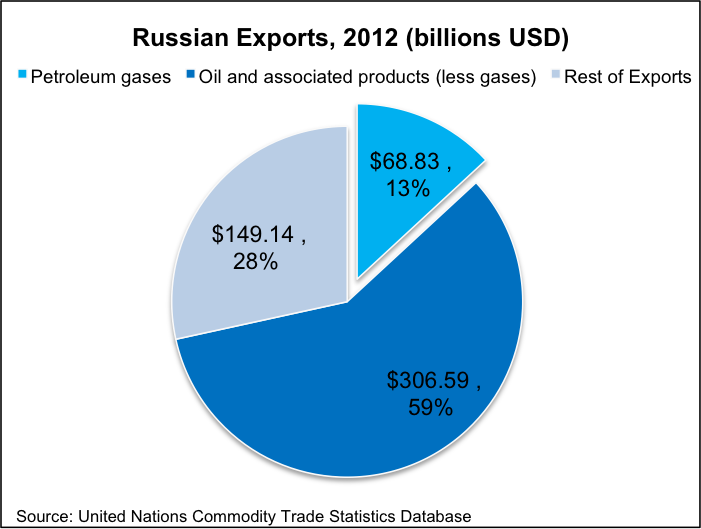 Russian Exports, 2012 (billions USD)
Petroleum gases Oil and associated products (less gases) Rest of Exports
$68.83 ,
13%
$149.14 ,
28%
$306.59 ,
59%
Source: United Nations Commodity Trade Statistics Database